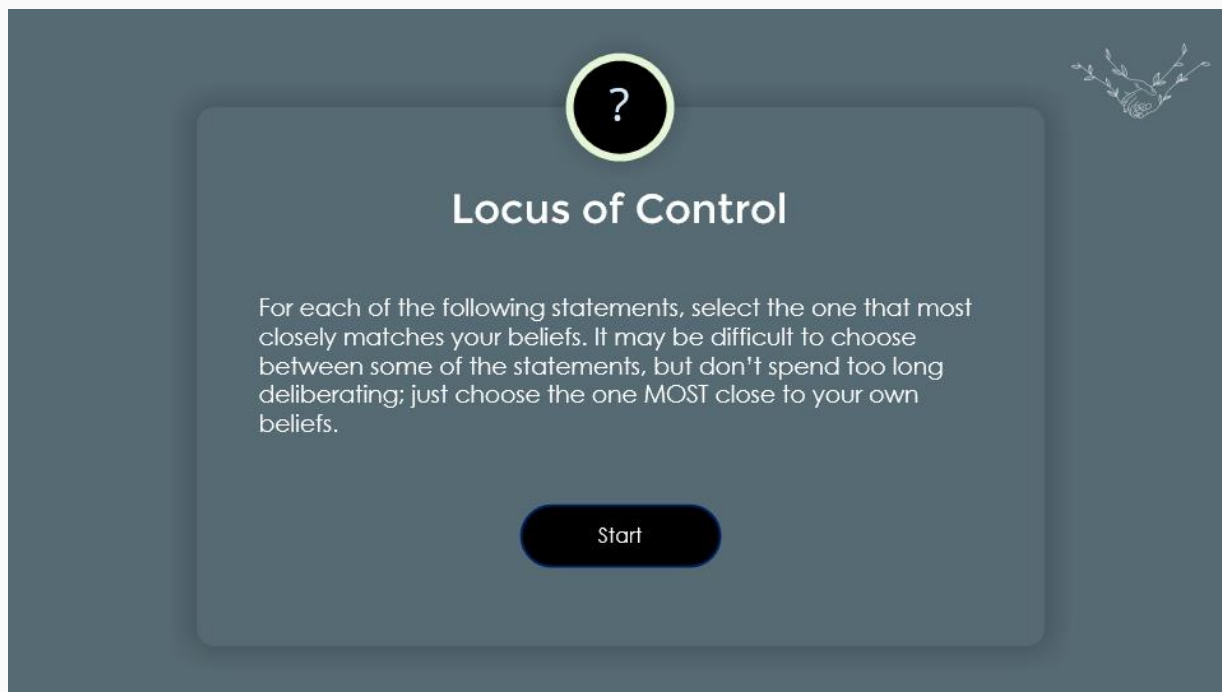 ?
Locus of Control
For each of the following statements, select the one that most
closely matches your beliefs. It may be difficult to choose
between some of the statements, but don't spend too long
deliberating; just choose the one MOST close to your own
beliefs.
Start